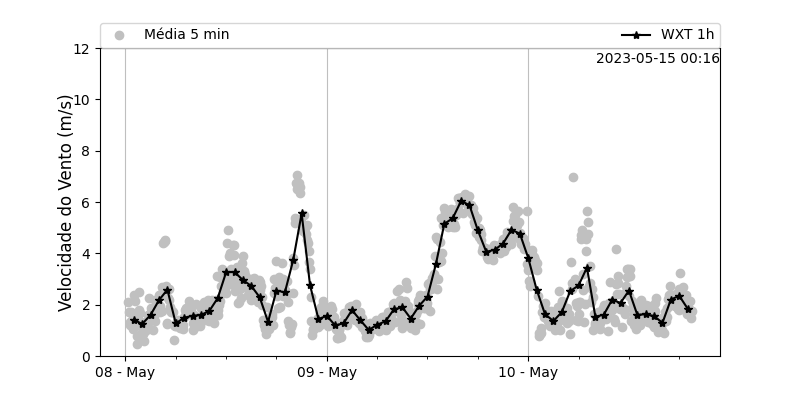 Média 5 min
WXT 1h
2023-05-15 00:16
Velocidade do Vento (m/s)
12
10
8
6
4
2
0
08 - May
09 - May
10 - May